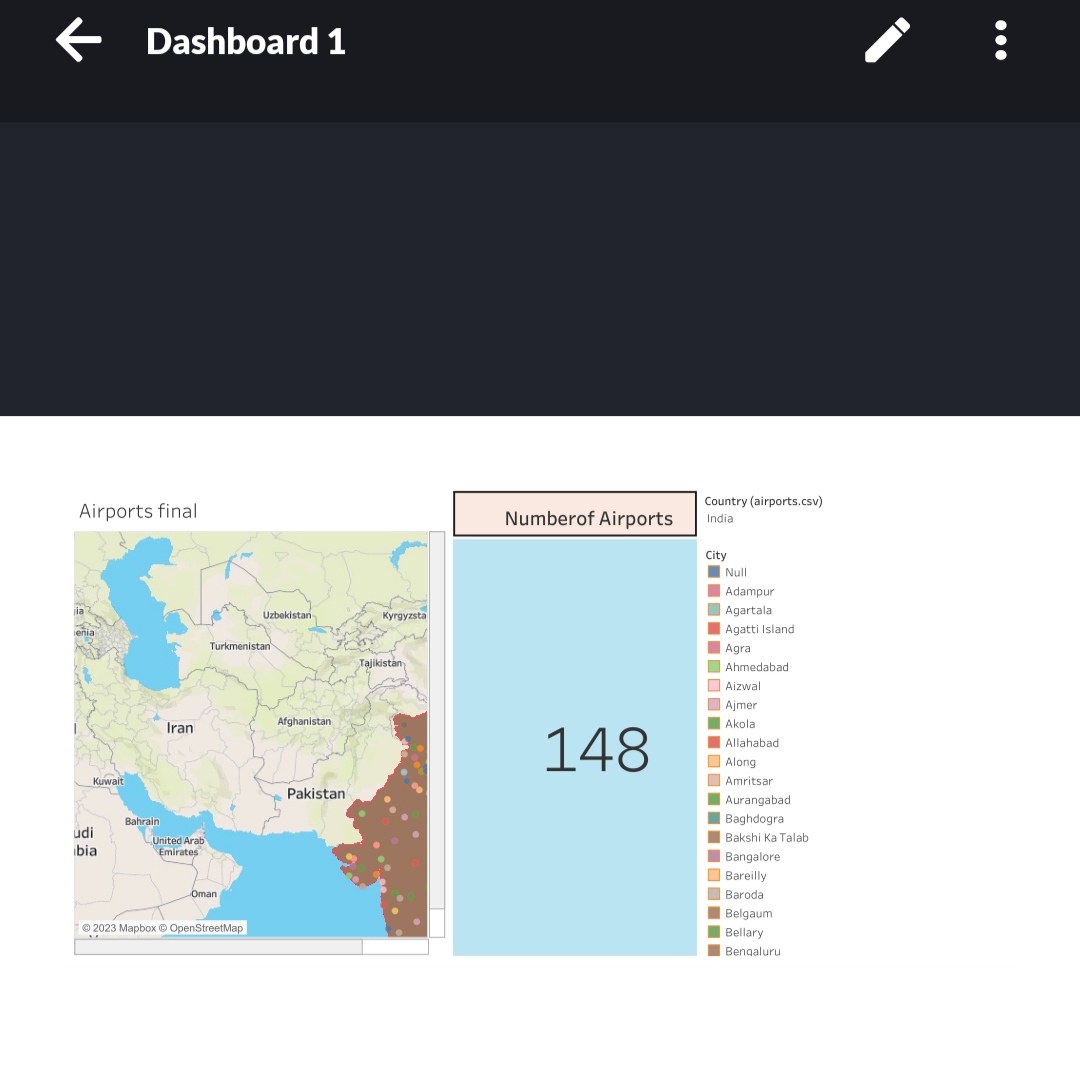 Dashboard 1
Airports final
Uzbekistan
Kyrgyzsta
Turkmenistan
Tajikistan
Afghanistan
Iran
Kuwait
Pakistan
Bahrain
United Arab
Emirates
Oman
udi
bia
gia
enia
© 2023 Mapbox © OpenStreetMap
Numberof Airports
148
Country (airports.csv)
India
City
Null
Adampur
Agartala
Agatti Island
Agra
Ahmedabad
Aizwal
Ajmer
Akola
Allahabad
Along
Amritsar
Aurangabad
Baghdogra
Bakshi Ka Talab
Bangalore
Bareilly
Baroda
Belgaum
Bellary
Bengaluru